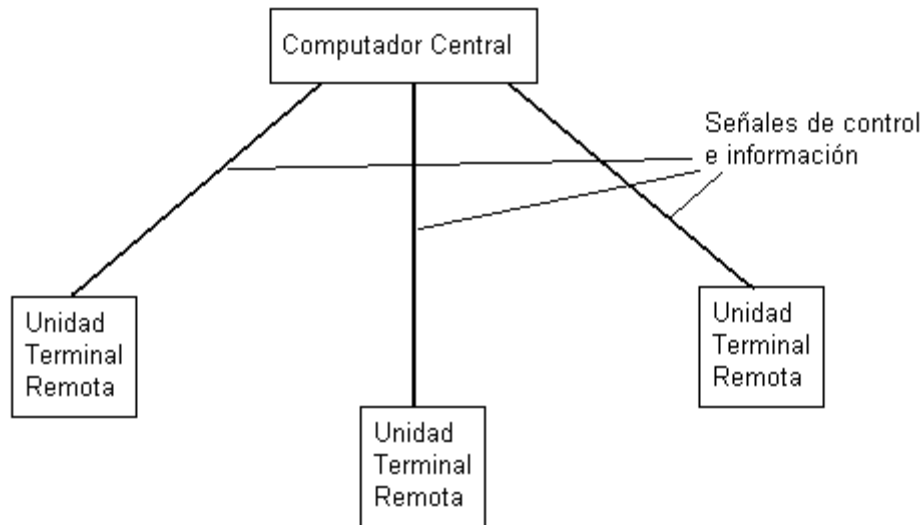 Computador Central
Señales de control
e información
Unidad
Terminal
Remota
Unidad
Terminal
Remota
Unidad
Terminal
Remota